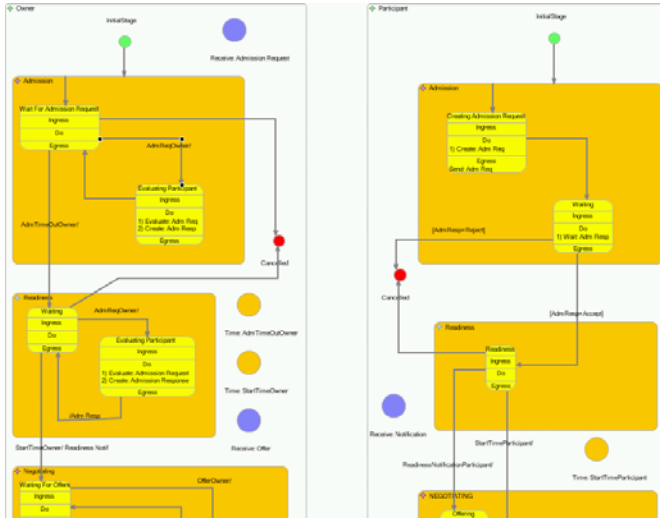 Owner
InitialStage
Receive: Admission Request
Admission
Wait For Admission Request
Ingress
Do
Egress
AdmReqOwner/
Evaluating Participant
Ingress
Do
1) Evaluate: Adm Req
2) Create: Adm Resp
Egress
AdmTimeOutOwner/
Cancelled
Readiness
Waiting
Ingress
Do
Egress
AdmReqOwner/
Evaluating Participant
Ingress
Do
1) Evaluate: Admission Request
2) Create: Admission Response
Egress
/Adm Resp
Time: AdmTimeOutOwner
Time: StartTimeOwner
Receive: Offer
StartTimeOwner/ Readiness Notif
Negotiating
Waiting For Offers
Ingress
Do
OfferOwner/
Participant
InitialStage
Admission
Creating Admission Request
Ingress
Do
1) Create: Adm Req
Egress
Send: Adm Req
Waiting
Ingress
Do
1) Wait: Adm Resp
Egress
[AdmResp=Reject]
Cancelled
[AdmResp=Accept]
Readiness
Readiness
Ingress
Do
Egress
Receive: Notification
StartTimeParticipant/
ReadinessNotificationParticipant/
Time: StartTimeParticipant
NEGOTIATING
Offering